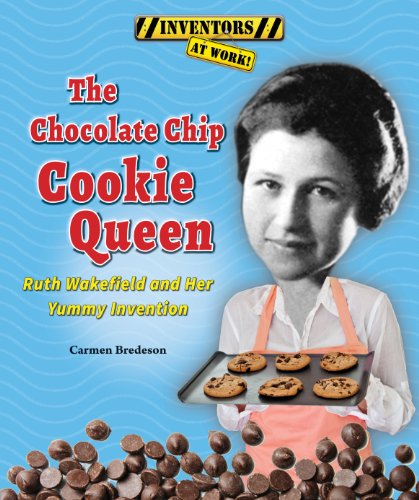 INVENTORS
AT WORK!
The
Chocolate Chip
Cookie
Queen
Ruth Wakefield and Her
Yummy Invention
Carmen Bredeson